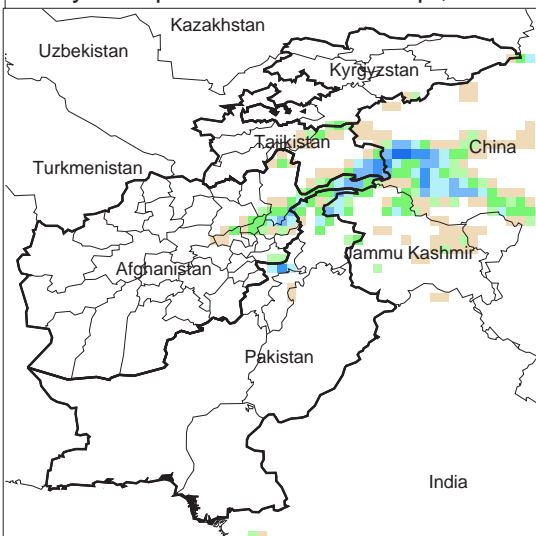 Kazakhstan
Uzbekistan
Kyrgyzstan
Tajikistan
China
Turkmenistan
Jammu Kashmir
Afghanistan
Pakistan
India